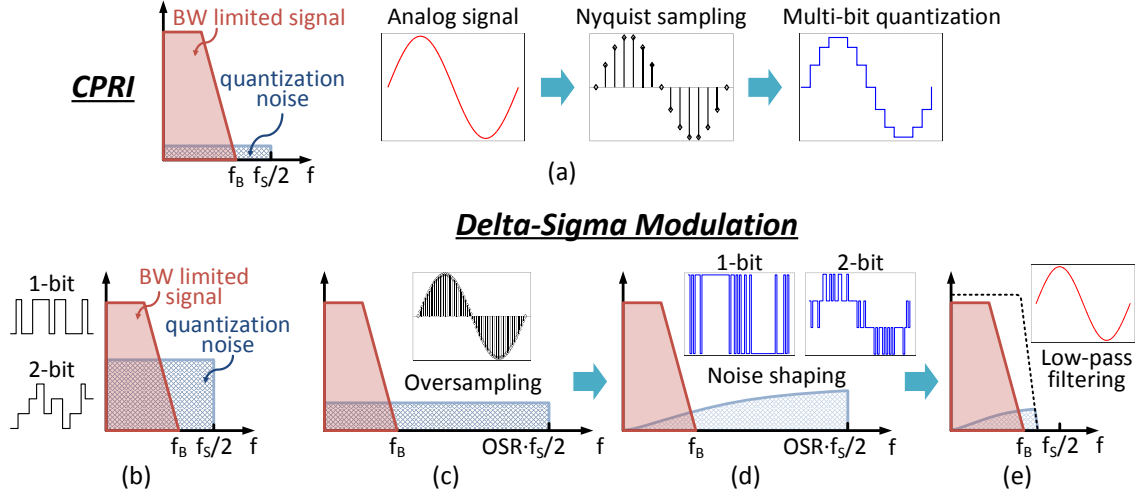 CPRI
BW limited signal
quantization
noise
f_B f_S/2 f
Analog signal
Nyquist sampling
Multi-bit quantization
(a)
Delta-Sigma Modulation
1-bit
2-bit
BW limited
signal
quantization
noise
f_B f_S/2 f
(b)
Oversampling
f_B OSR·f_S/2 f
(c)
1-bit 2-bit
Noise shaping
f_B OSR·f_S/2 f
(d)
Low-pass
filtering
f_B f_S/2 f
(e)